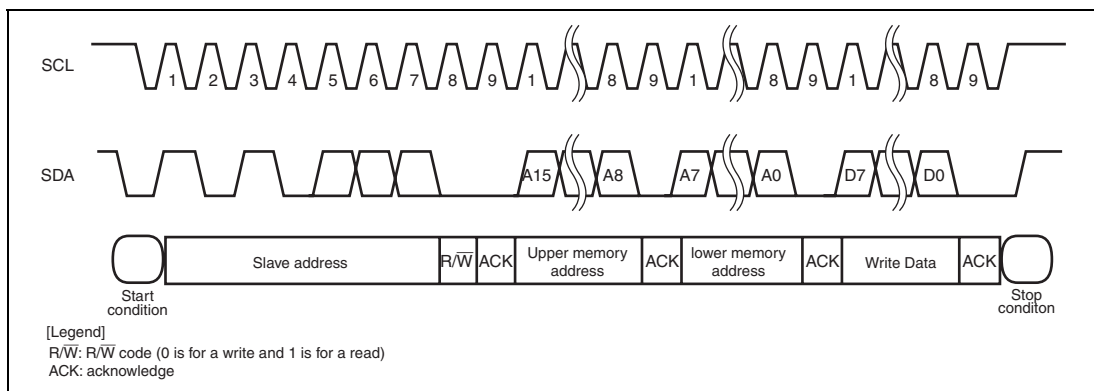 SCL
1 2 3 4 5 6 7 8 9 1 8 9 1 8 9 1 8 9
SDA
A15 A8 A7 A0 D7 D0
Slave address R/W̅ ACK Upper memory address ACK lower memory address ACK Write Data ACK
Start condition
Stop conditon
[Legend]
R/W̅: R/W̅ code (0 is for a write and 1 is for a read)
ACK: acknowledge